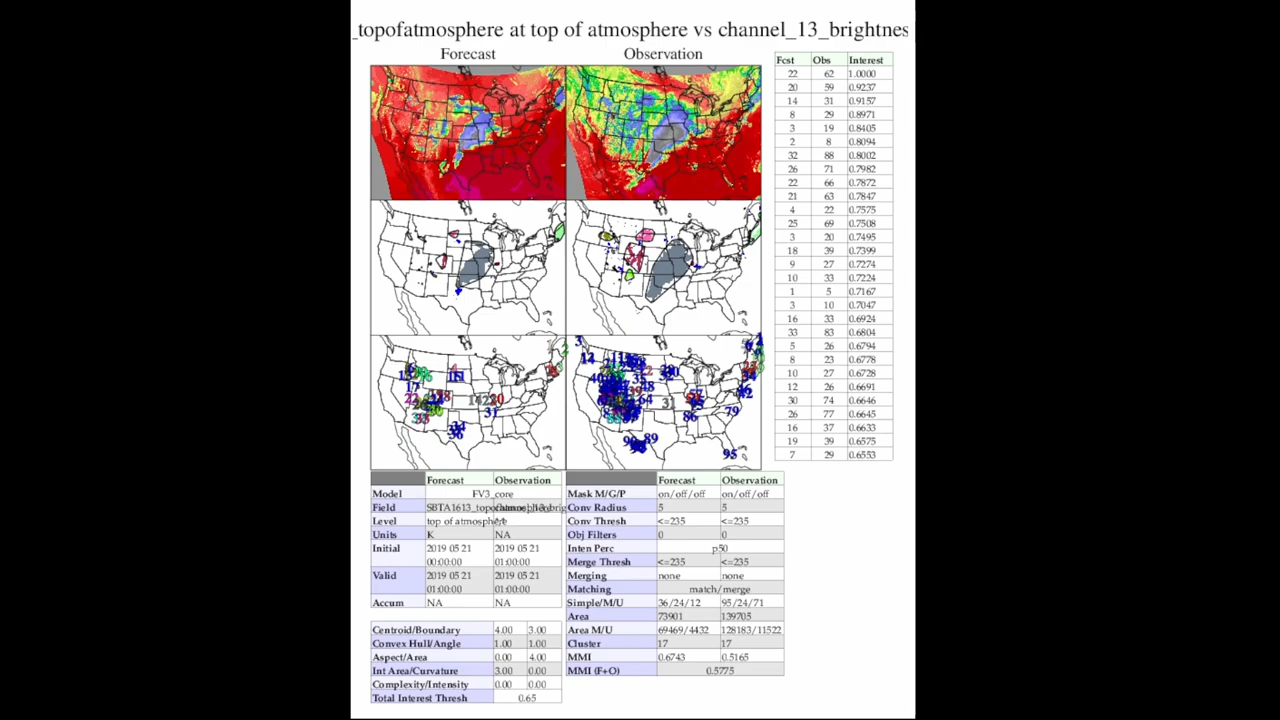 _topofatmosphere at top of atmosphere vs channel_13_brightnes
Forecast Observation
Fcst Obs Interest
22 62 1.0000
20 59 0.9237
14 31 0.9157
8 29 0.8971
3 19 0.8405
2 8 0.8094
32 88 0.8002
26 71 0.7982
22 66 0.7872
21 63 0.7847
4 22 0.7575
25 69 0.7508
3 20 0.7495
18 39 0.7399
9 27 0.7274
10 33 0.7224
1 5 0.7167
3 10 0.7047
16 33 0.6924
33 83 0.6804
5 26 0.6794
8 23 0.6778
10 27 0.6728
12 26 0.6691
30 74 0.6646
26 77 0.6645
16 37 0.6633
19 39 0.6575
7 29 0.6553
Forecast Observation
Model FV3_core
Field SBTA1613_
Level top of atmosphere
Units K NA
Initial 2019 05 21 2019 05 21
00:00:00 01:00:00
Valid 2019 05 21 2019 05 21
01:00:00 01:00:00
Accum NA NA
Centroid/Boundary 4.00 3.00
Convex Hull/Angle 1.00 1.00
Aspect/Area 0.00 4.00
Int Area/Curvature 3.00 0.00
Complexity/Intensity 0.00 0.00
Total Interest Thresh 0.65
Forecast Observation
Mask M/G/P on/off/off on/off/off
Conv Radius 5 5
Conv Thresh <=235 <=235
Obj Filters 0 0
Inten Perc p50
Merge Thresh <=235 <=235
Merging none none
Matching match/merge
Simple/M/U 36/24/12 95/24/71
Area 73901 139705
Area M/U 69469/4432 128183/11522
Cluster 17 17
MMI 0.6743 0.5165
MMI (F+O) 0.5775